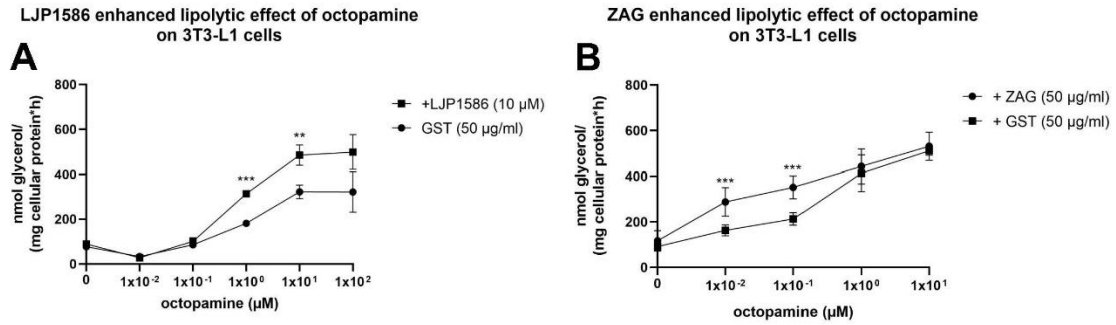 LJP1586 enhanced lipolytic effect of octopamine
on 3T3-L1 cells
A
800
600
400
200
0
nmol glycerol/
(mg cellular protein*h)
***
**
0
1x10⁻²
1x10⁻¹
1x10⁰
1x10¹
1x10²
octopamine (µM)
+LJP1586 (10 µM)
GST (50 µg/ml)
ZAG enhanced lipolytic effect of octopamine
on 3T3-L1 cells
B
800
600
400
200
0
nmol glycerol/
(mg cellular protein*h)
***
***
0
1x10⁻²
1x10⁻¹
1x10⁰
1x10¹
octopamine (µM)
+ ZAG (50 µg/ml)
+ GST (50 µg/ml)